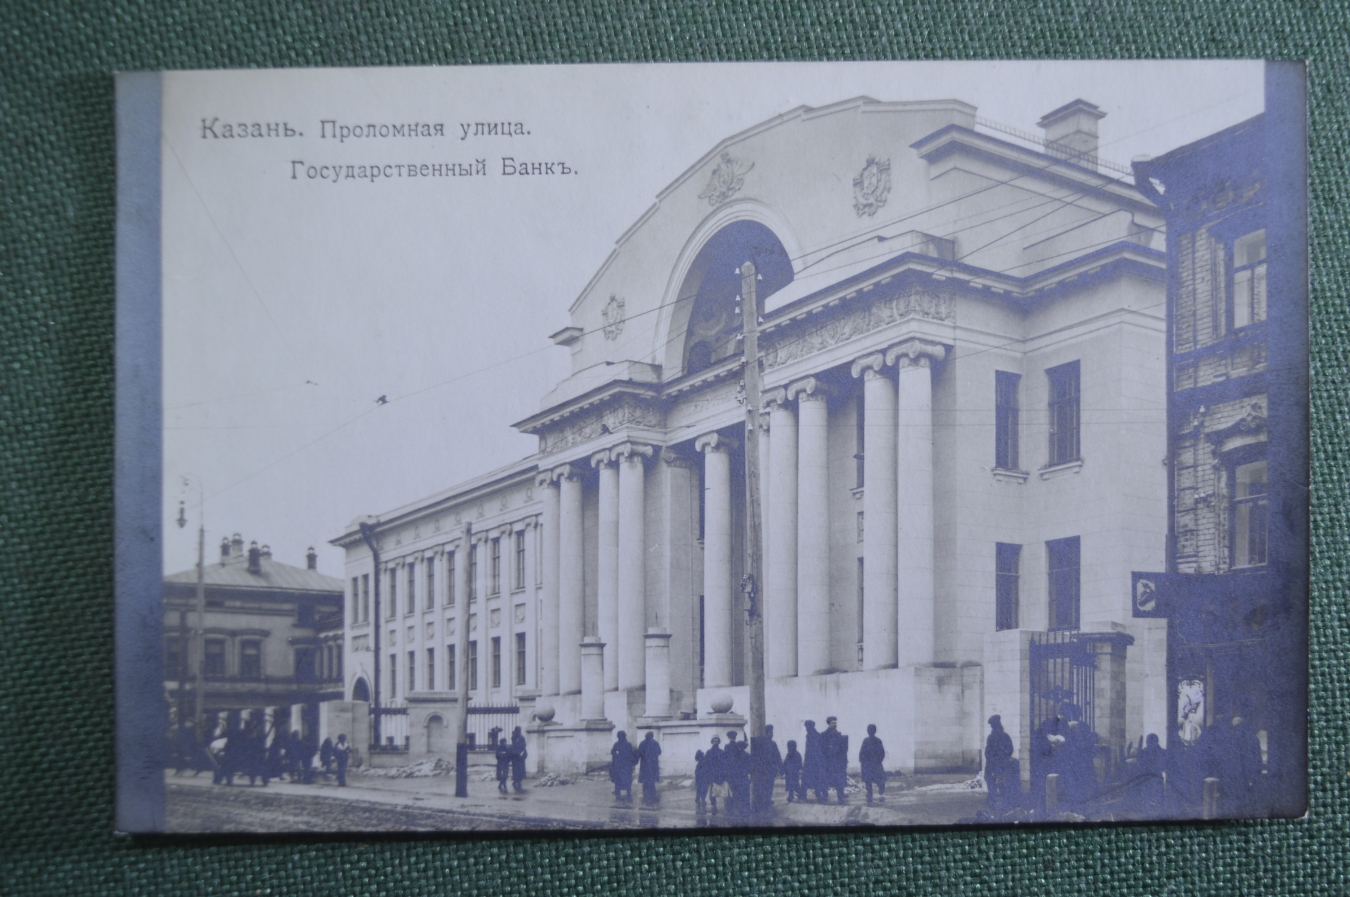 Казань. Проломная улица.
Государственный Банкъ.